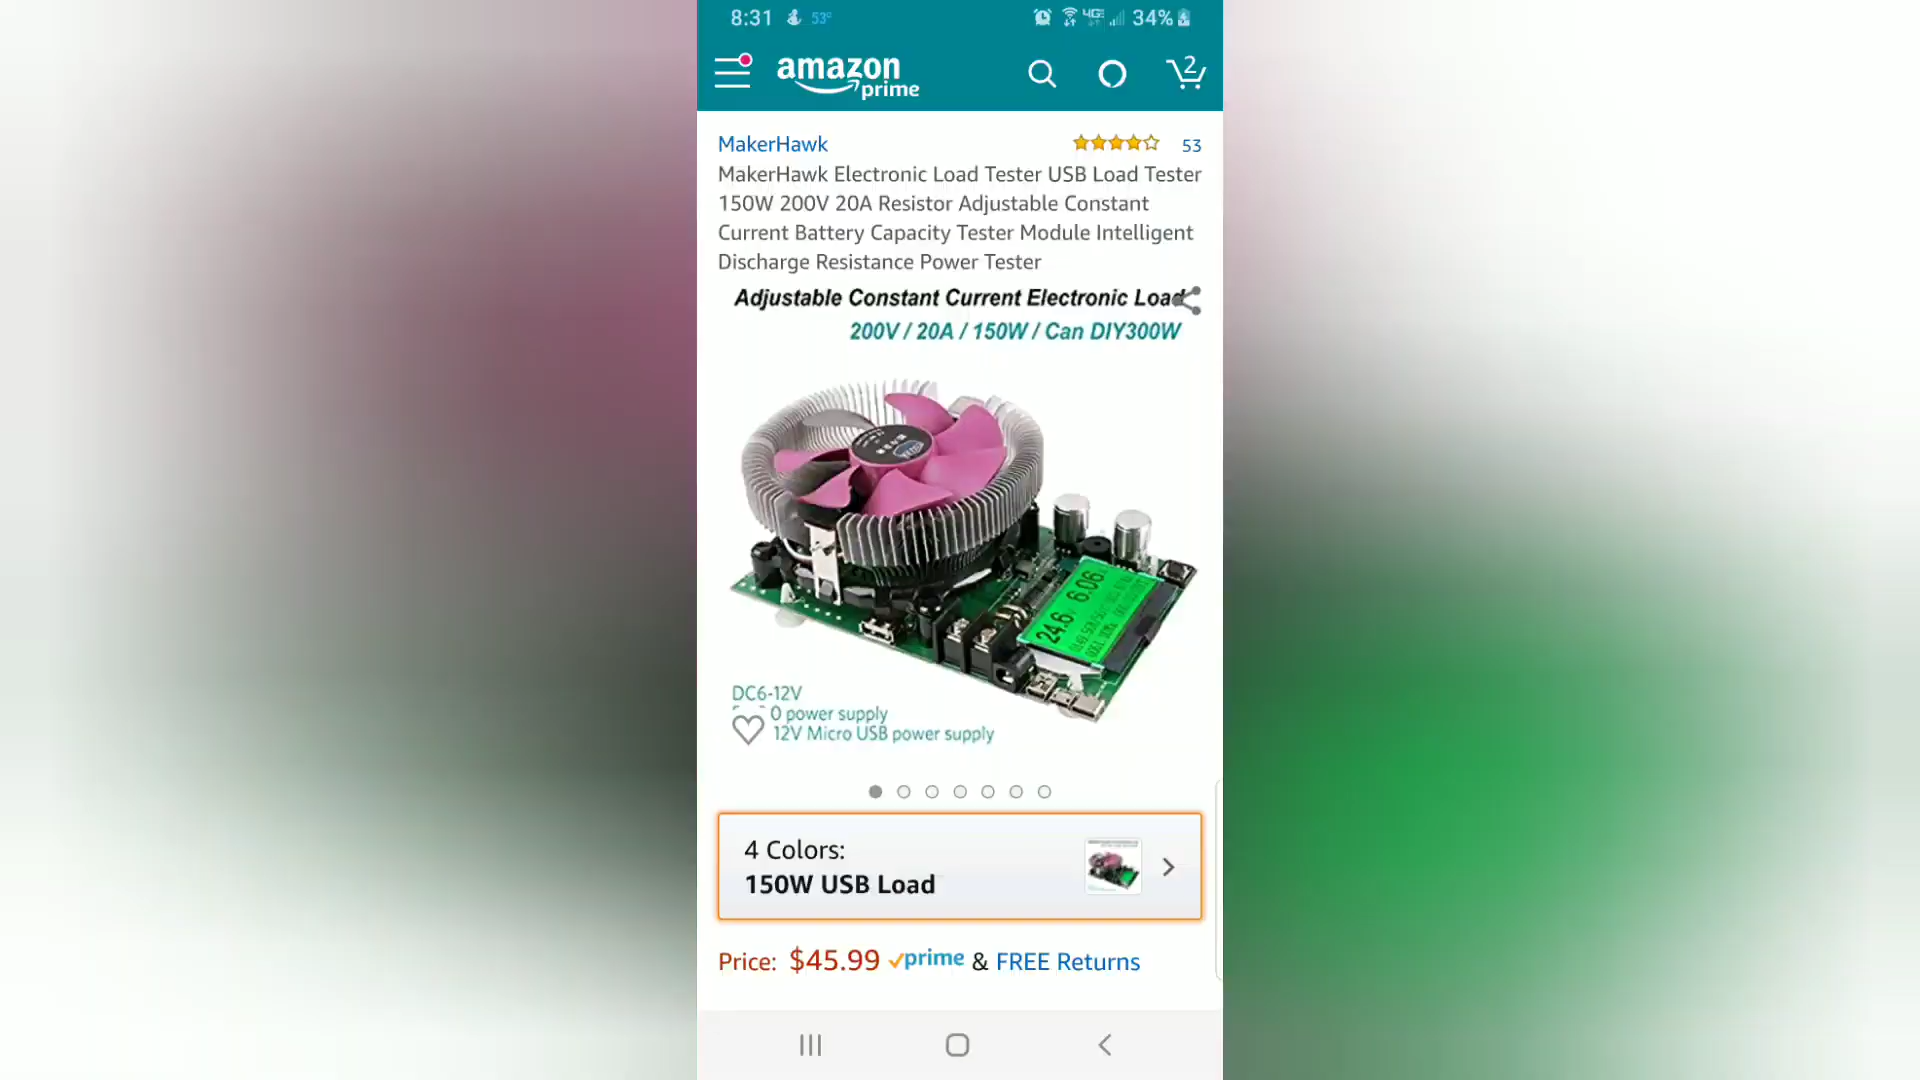 8:31 53° 4GE 34%
amazon prime 2
MakerHawk 53
MakerHawk Electronic Load Tester USB Load Tester
150W 200V 20A Resistor Adjustable Constant
Current Battery Capacity Tester Module Intelligent
Discharge Resistance Power Tester
Adjustable Constant Current Electronic Load
200V / 20A / 150W / Can DIY300W
24.6 6.06
DC6-12V
0 power supply
12V Micro USB power supply
4 Colors:
150W USB Load
Price: $45.99 prime & FREE Returns